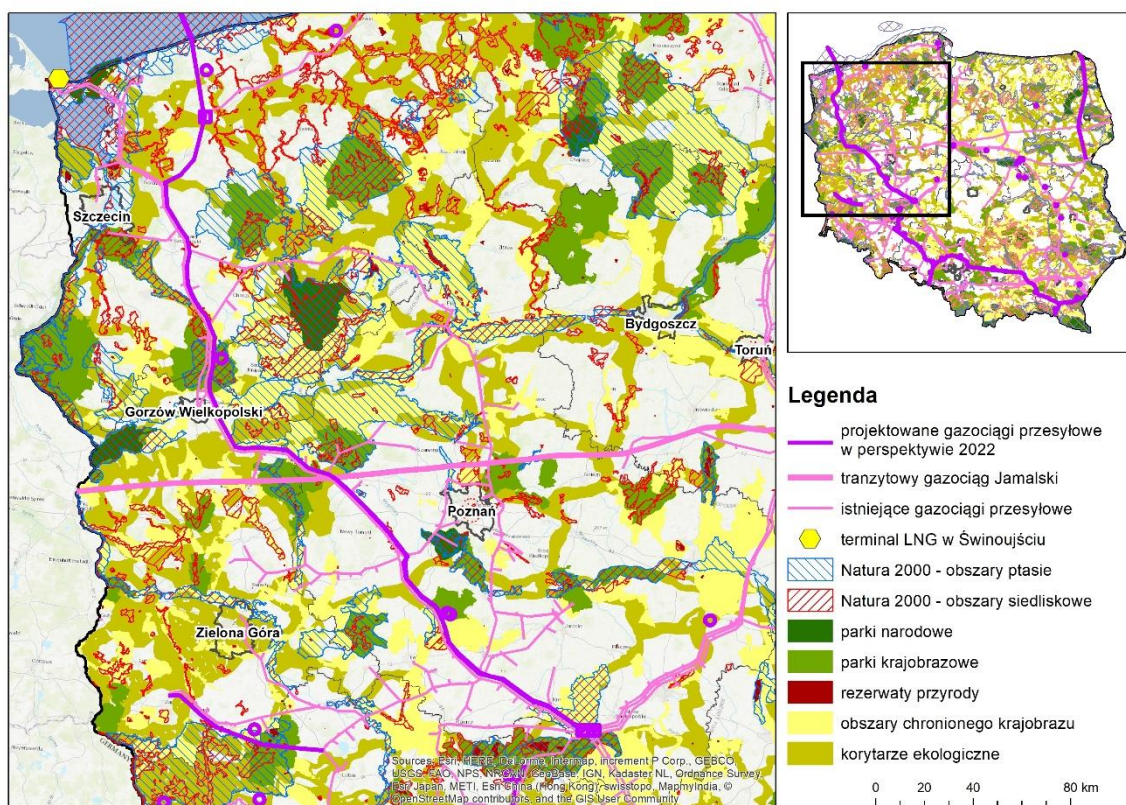 Szczecin
Bydgoszcz
Toruń
Gorzów Wielkopolski
Poznań
Zielona Góra
GERMANY
Sources: Esri, HERE, DeLorme, Intermap, increment P Corp., GEBCO,
USGS, FAO, NPS, NRCAN, GeoBase, IGN, Kadaster NL, Ordnance Survey,
Esri Japan, METI, Esri China (Hong Kong), swisstopo, MapmyIndia, ©
OpenStreetMap contributors, and the GIS User Community
Legenda
projektowane gazociągi przesyłowe
w perspektywie 2022
tranzytowy gazociąg Jamalski
istniejące gazociągi przesyłowe
terminal LNG w Świnoujściu
Natura 2000 - obszary ptasie
Natura 2000 - obszary siedliskowe
parki narodowe
parki krajobrazowe
rezerwaty przyrody
obszary chronionego krajobrazu
korytarze ekologiczne
0 20 40 80 km